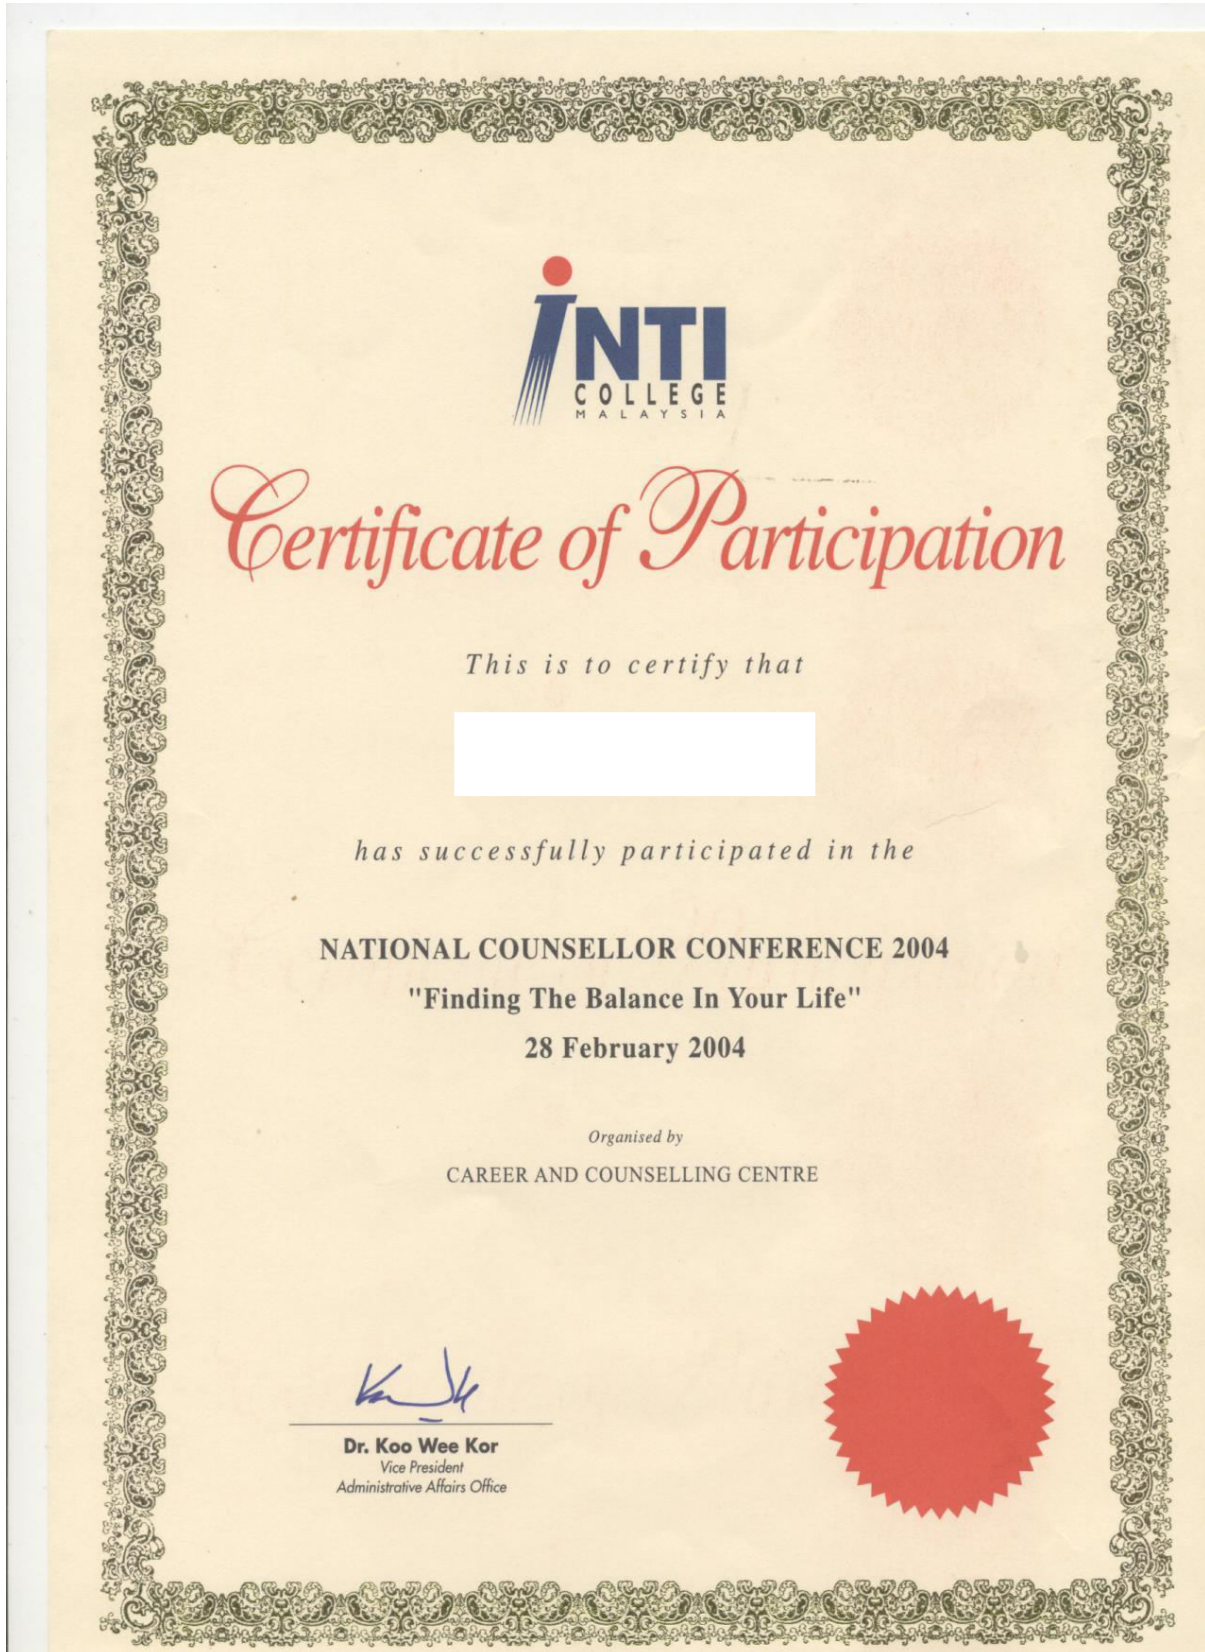 iNTI
COLLEGE
MALAYSIA
Certificate of Participation
This is to certify that
has successfully participated in the
NATIONAL COUNSELLOR CONFERENCE 2004
"Finding The Balance In Your Life"
28 February 2004
Organised by
CAREER AND COUNSELLING CENTRE
Dr. Koo Wee Kor
Vice President
Administrative Affairs Office